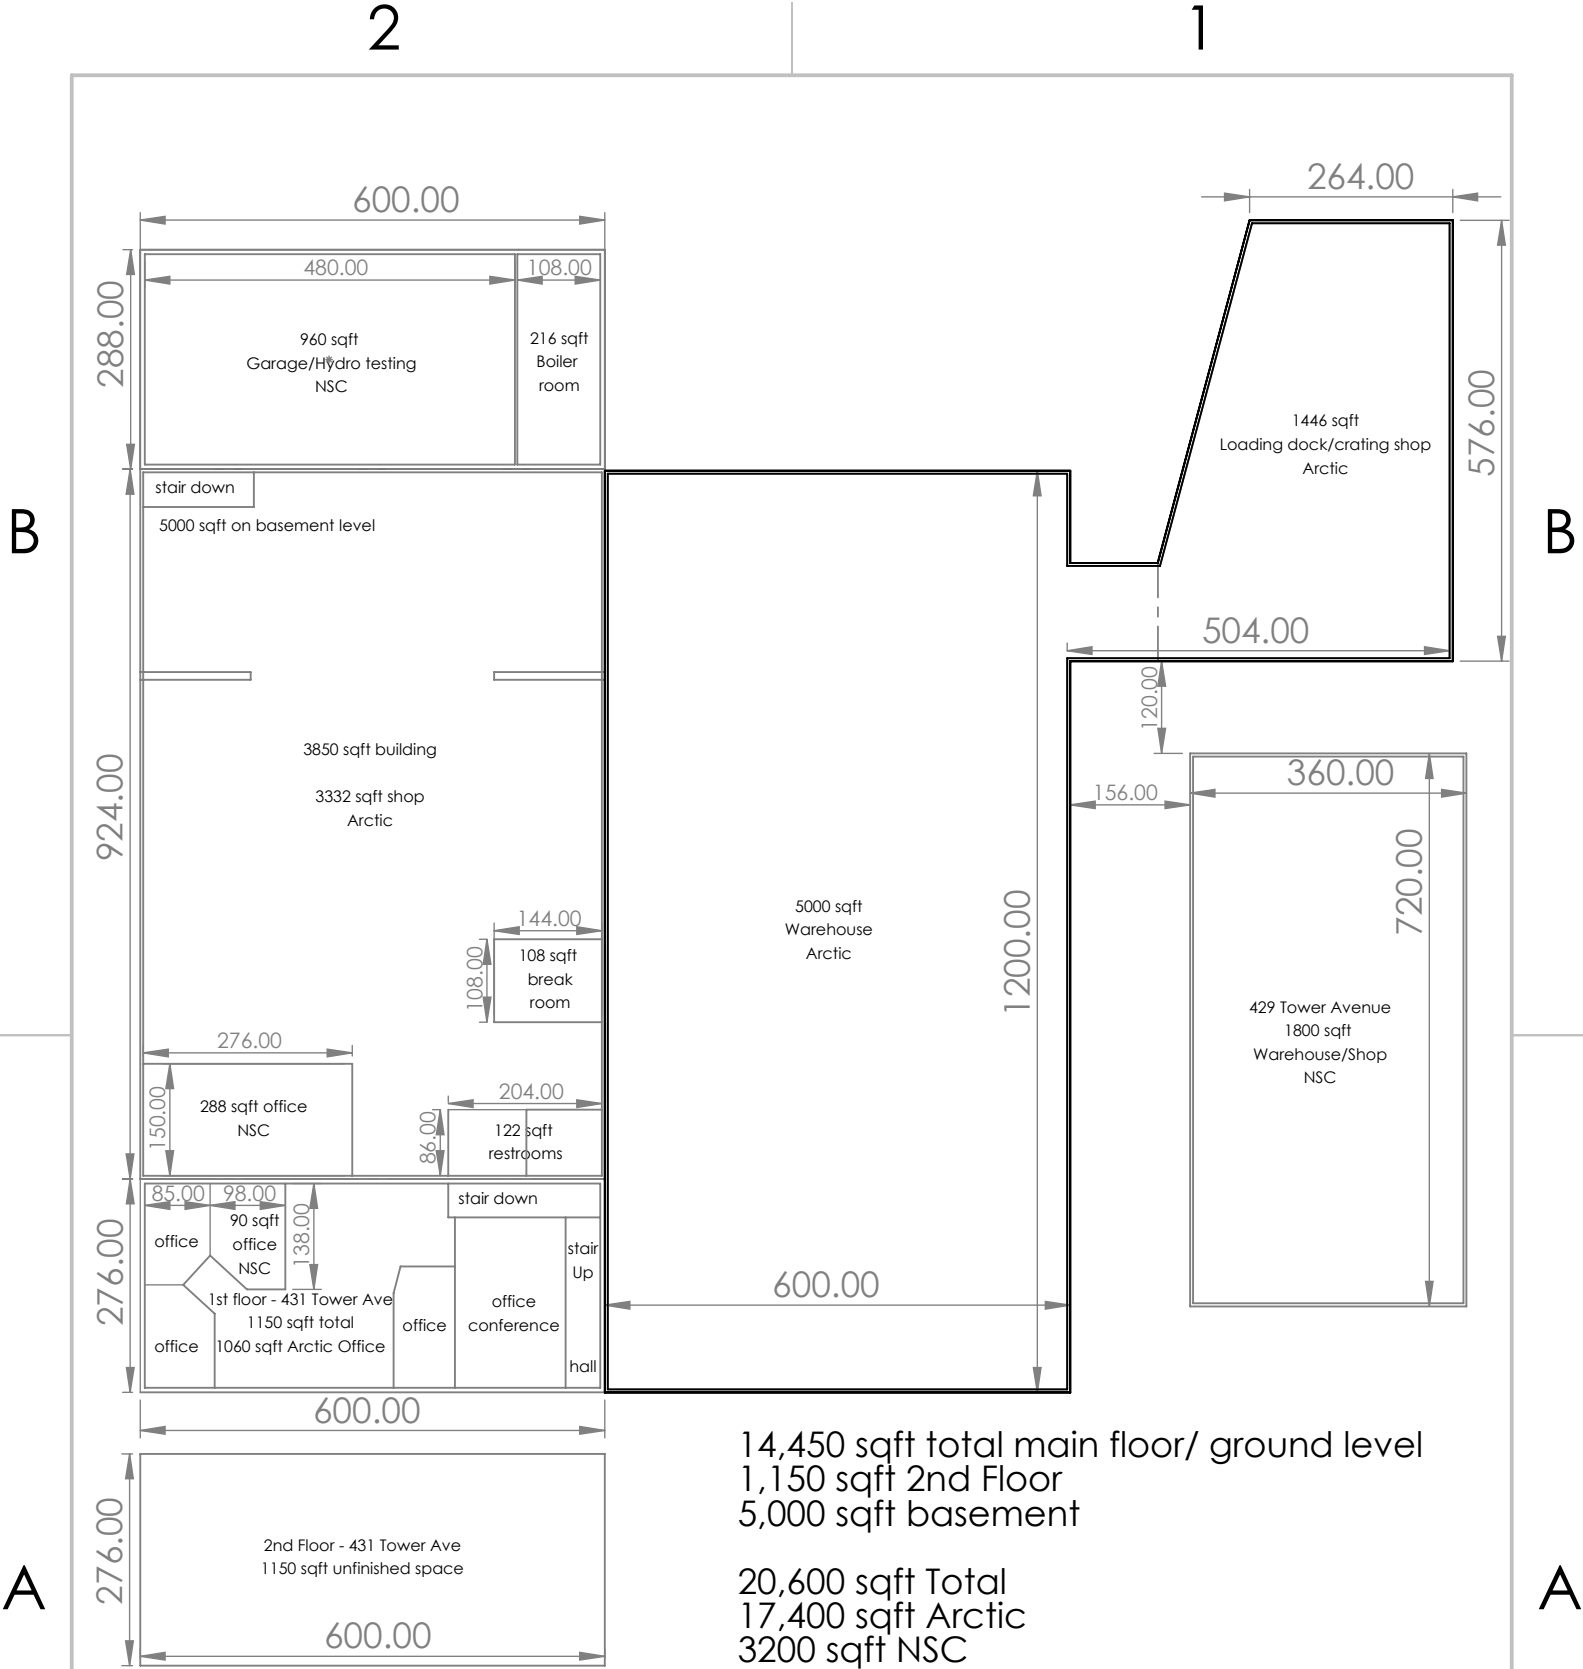 2
1
600.00
264.00
480.00
108.00
288.00
960 sqft
Garage/Hydro testing
NSC
216 sqft
Boiler
room
576.00
1446 sqft
Loading dock/crating shop
Arctic
B
B
stair down
5000 sqft on basement level
504.00
120.00
924.00
3850 sqft building
3332 sqft shop
Arctic
156.00
360.00
720.00
5000 sqft
Warehouse
Arctic
1200.00
144.00
108.00
108 sqft
break
room
429 Tower Avenue
1800 sqft
Warehouse/Shop
NSC
276.00
150.00
288 sqft office
NSC
204.00
86.00
122 sqft
restrooms
276.00
85.00
98.00
138.00
office
90 sqft
office
NSC
stair down
stair
Up
1st floor - 431 Tower Ave
1150 sqft total
1060 sqft Arctic Office
office
office
office
conference
hall
600.00
600.00
276.00
2nd Floor - 431 Tower Ave
1150 sqft unfinished space
600.00
14,450 sqft total main floor/ ground level
1,150 sqft 2nd Floor
5,000 sqft basement
20,600 sqft Total
17,400 sqft Arctic
3200 sqft NSC
A
A